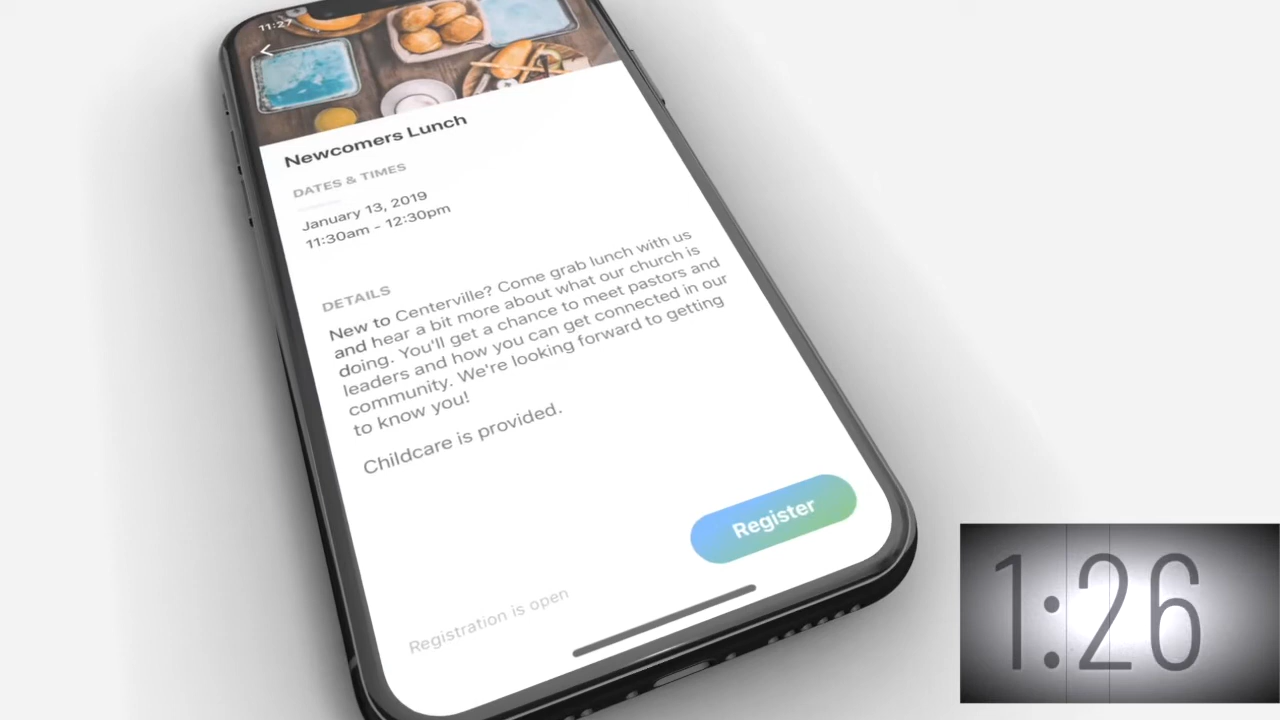 11:27
Newcomers Lunch
DATES & TIMES
January 13, 2019
11:30am - 12:30pm
DETAILS
New to Centerville? Come grab lunch with us
and hear a bit more about what our church is
doing. You'll get a chance to meet pastors and
leaders and how you can get connected in our
community. We're looking forward to getting
to know you!
Childcare is provided.
Register
Registration is open
1:26